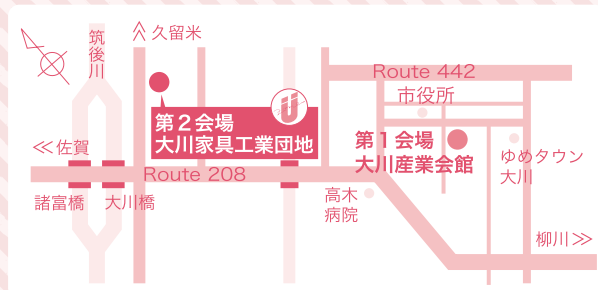 筑後川
久留米
Route 442
市役所
第2会場
大川家具工業団地
第1会場
大川産業会館
佐賀
ゆめタウン
大川
Route 208
諸富橋
大川橋
高木
病院
柳川